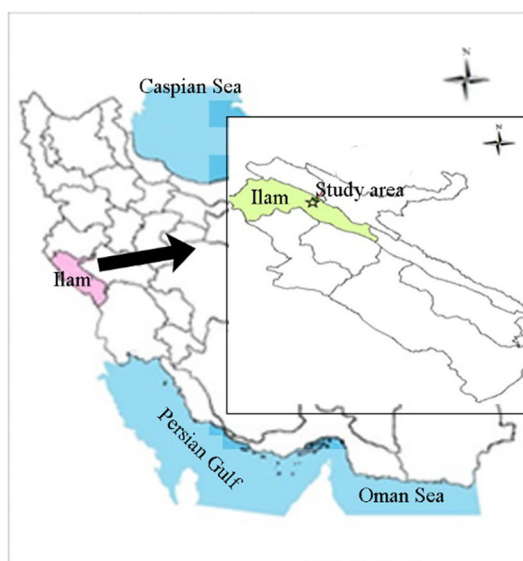 N
Caspian Sea
N
Ilam
Study area
Ilam
Persian Gulf
Oman Sea